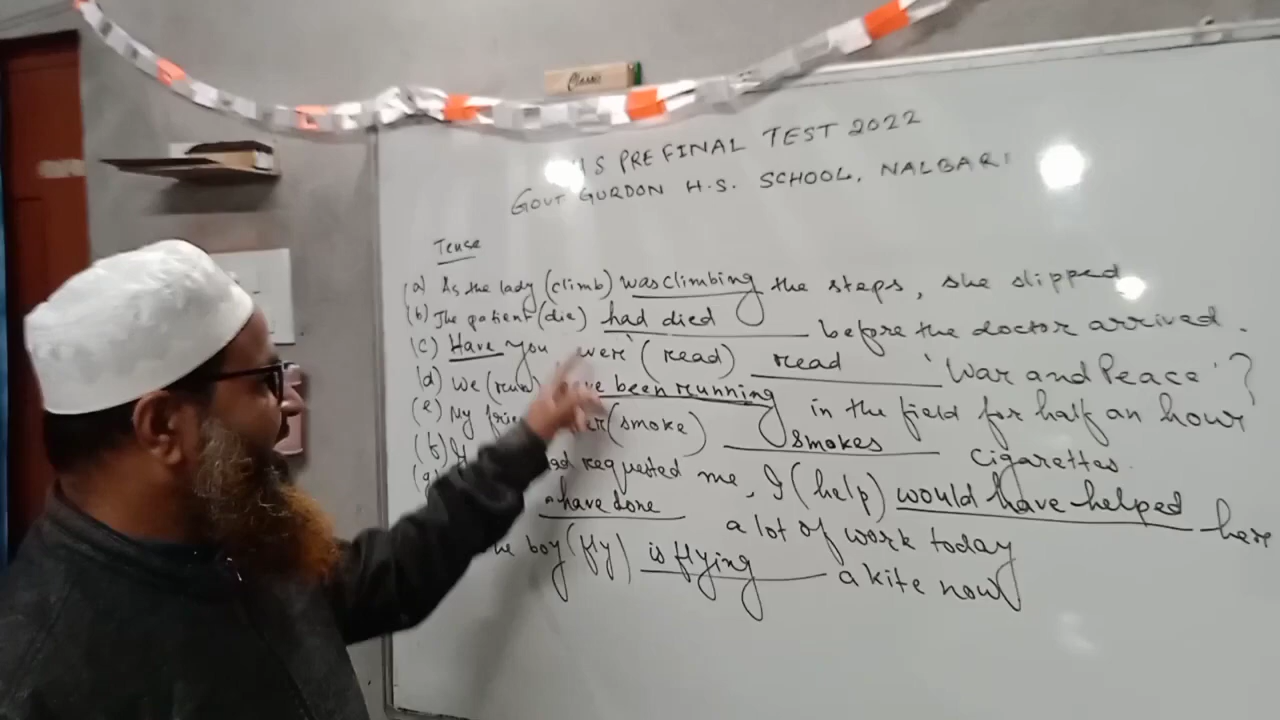 Classic
HS PRE FINAL TEST 2022
GOVT GURDON H.S. SCHOOL, NALBARI
Tense
(a) As the lady (climb) was climbing the steps, she slipped
(b) The patient (die) had died before the doctor arrived.
(c) Have you ever (read) read 'War and Peace'?
(d) We (run) have been running in the field for half an hour
(e) My (smoke) smokes cigarettes.
(f) requested me, I (help) would have helped her
(g) have done a lot of work today
boy (fly) is flying a kite now